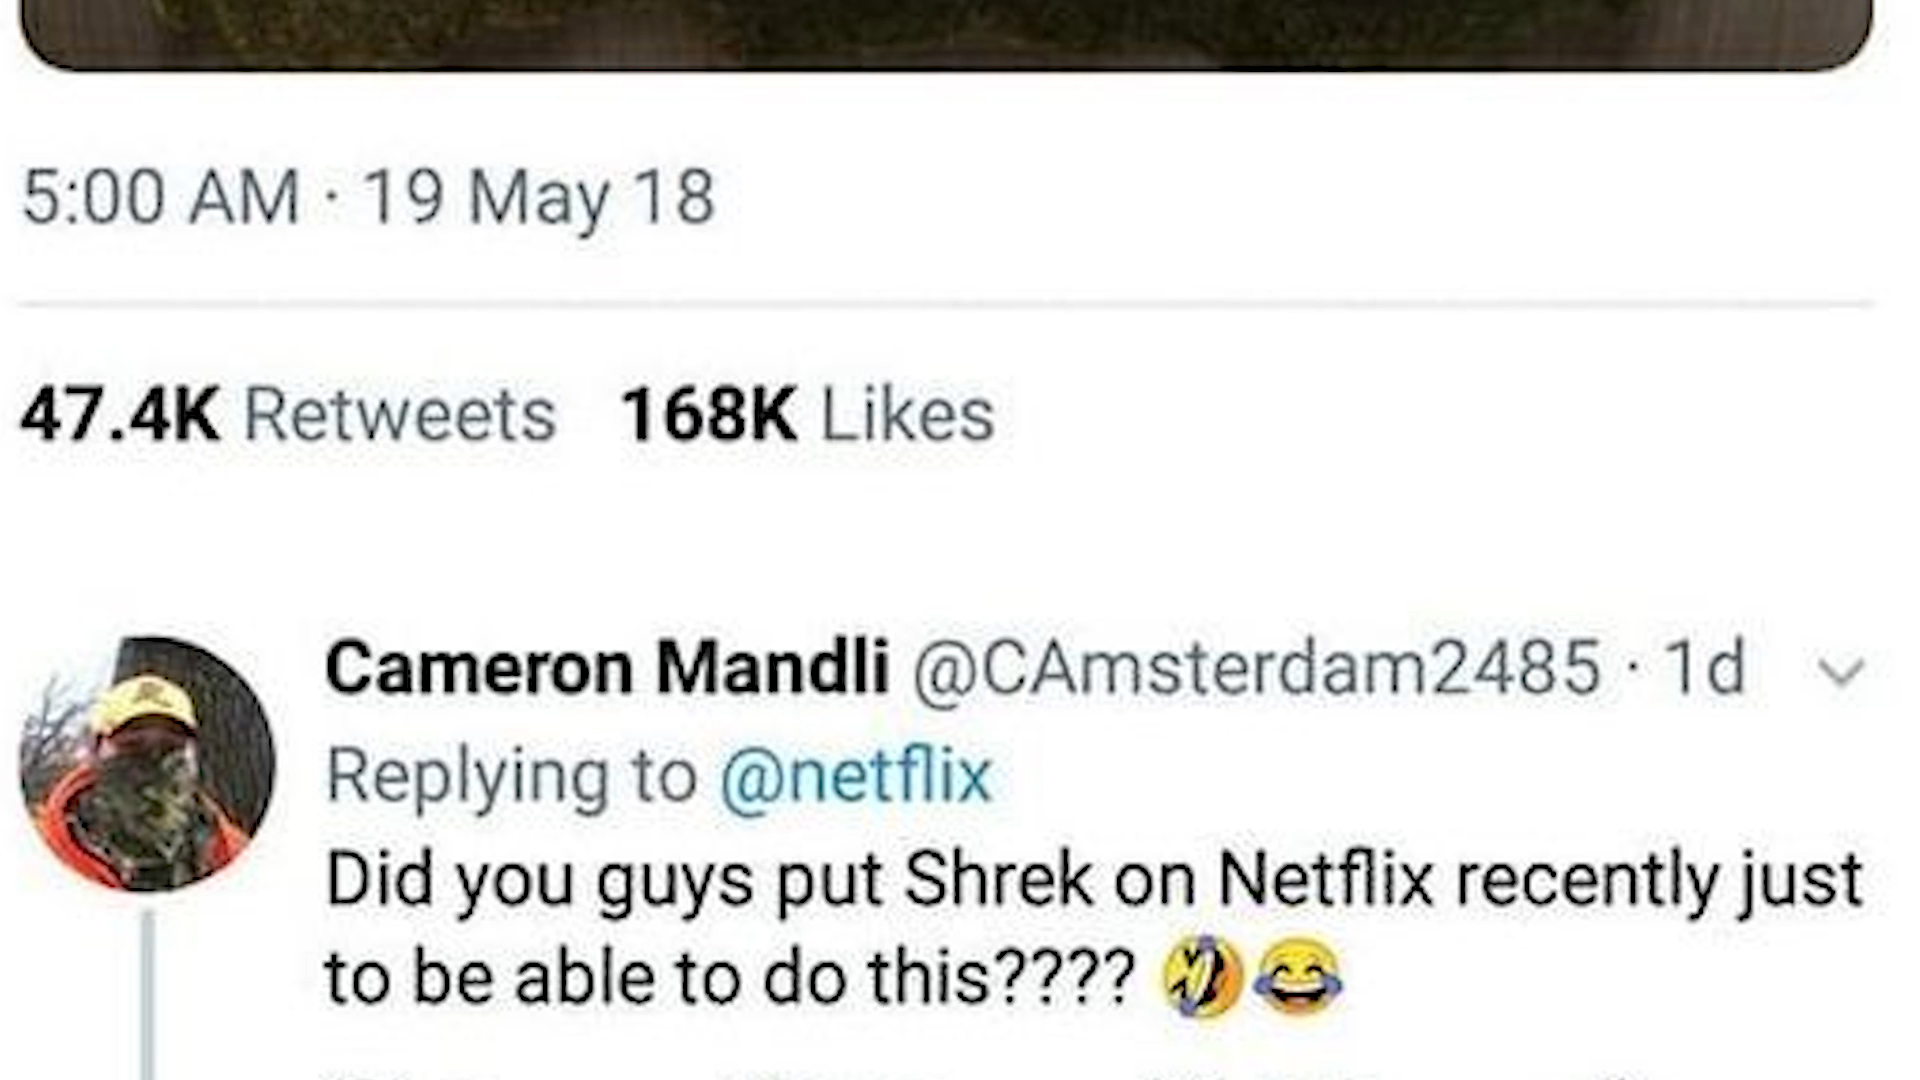 5:00 AM · 19 May 18
47.4K Retweets 168K Likes
Cameron Mandli @CAmsterdam2485 · 1d
Replying to @netflix
Did you guys put Shrek on Netflix recently just
to be able to do this???? 🤣😂